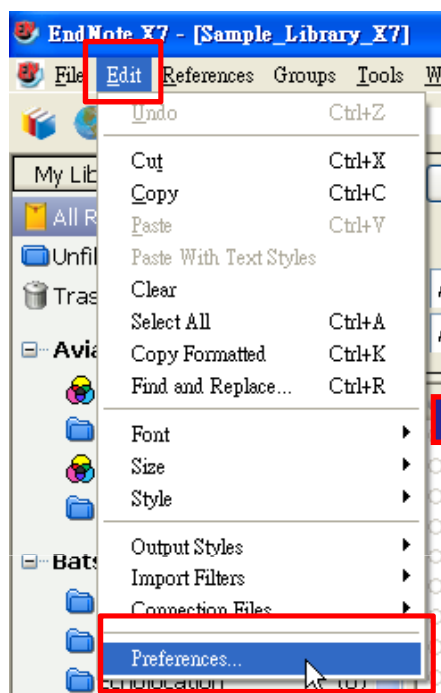 EndNote X7 - [Sample_Library_X7]
File Edit References Groups Tools W
Undo Ctrl+Z
Cut Ctrl+X
My Lib
Copy Ctrl+C
All R
Paste Ctrl+V
Unfil
Paste With Text Styles
Tras
Clear
Select All Ctrl+A
Avia
Copy Formatted Ctrl+K
Find and Replace... Ctrl+R
Font
Size
Style
Output Styles
Bats
Import Filters
Connection Files
Preferences...
Echolocation (6)